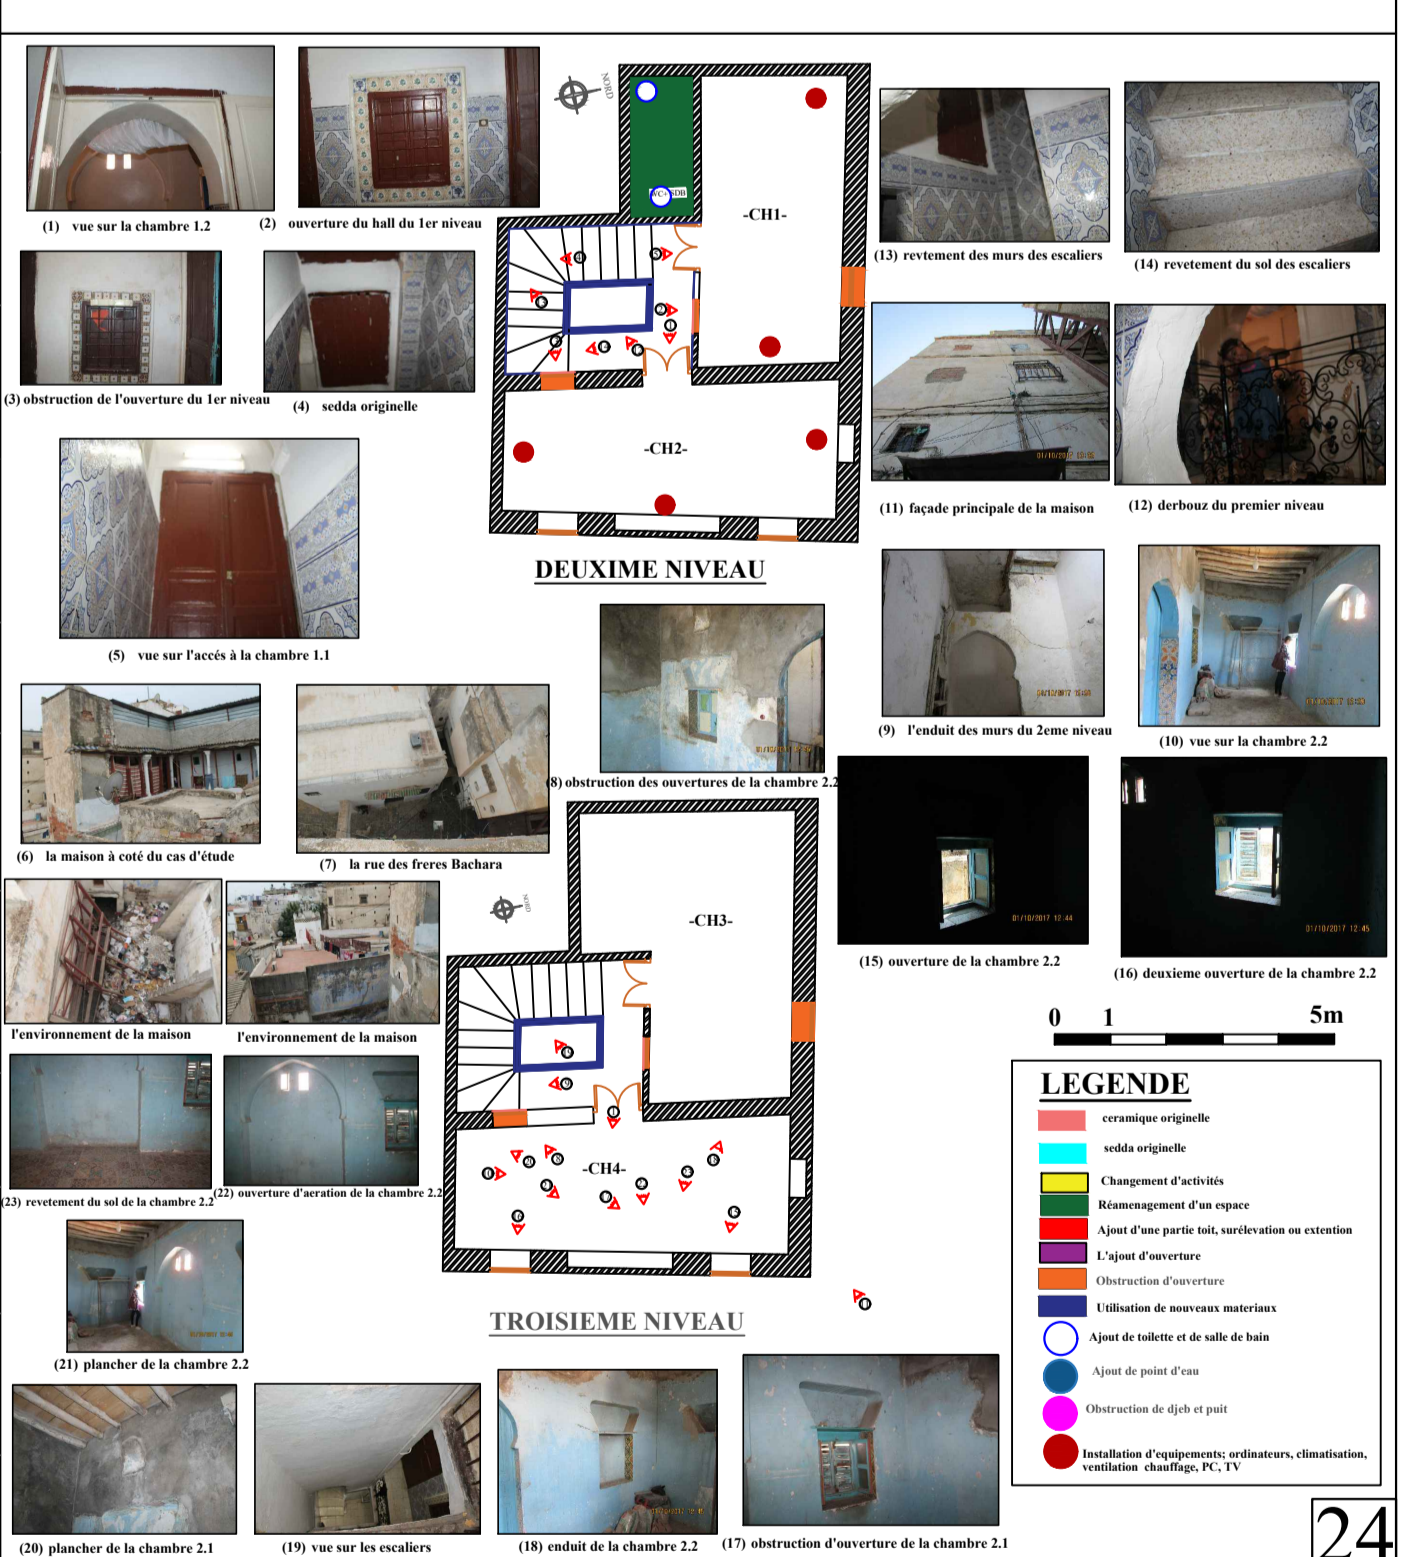 (1) vue sur la chambre 1.2
(2) ouverture du hall du 1er niveau
NORD
WC+SDB
-CH1-
-CH2-
DEUXIME NIVEAU
(13) revtement des murs des escaliers
(14) revetement du sol des escaliers
(3) obstruction de l'ouverture du 1er niveau
(4) sedda originelle
(11) façade principale de la maison
(12) derbouz du premier niveau
(5) vue sur l'accés à la chambre 1.1
(9) l'enduit des murs du 2eme niveau
(10) vue sur la chambre 2.2
(8) obstruction des ouvertures de la chambre 2.2
(6) la maison à coté du cas d'étude
(7) la rue des freres Bachara
NORD
-CH3-
-CH4-
TROISIEME NIVEAU
01/10/2017 12:44
(15) ouverture de la chambre 2.2
01/10/2017 12:45
(16) deuxieme ouverture de la chambre 2.2
l'environnement de la maison
l'environnement de la maison
(23) revetement du sol de la chambre 2.2
(22) ouverture d'aeration de la chambre 2.2
(21) plancher de la chambre 2.2
(20) plancher de la chambre 2.1
(19) vue sur les escaliers
(18) enduit de la chambre 2.2
(17) obstruction d'ouverture de la chambre 2.1
0 1 5m
LEGENDE
ceramique originelle
sedda originelle
Changement d'activités
Réamenagement d'un espace
Ajout d'une partie toit, surélevation ou extention
L'ajout d'ouverture
Obstruction d'ouverture
Utilisation de nouveaux materiaux
Ajout de toilette et de salle de bain
Ajout de point d'eau
Obstruction de djeb et puit
Installation d'equipements; ordinateurs, climatisation,
ventilation chauffage, PC, TV
24